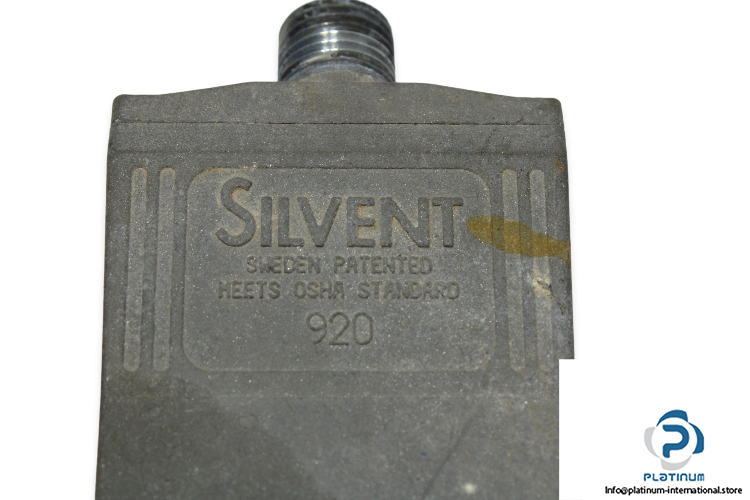 SILVENT
SWEDEN PATENTED
MEETS OSHA STANDARD
920
PLATINUM
Info@platinum-international.store